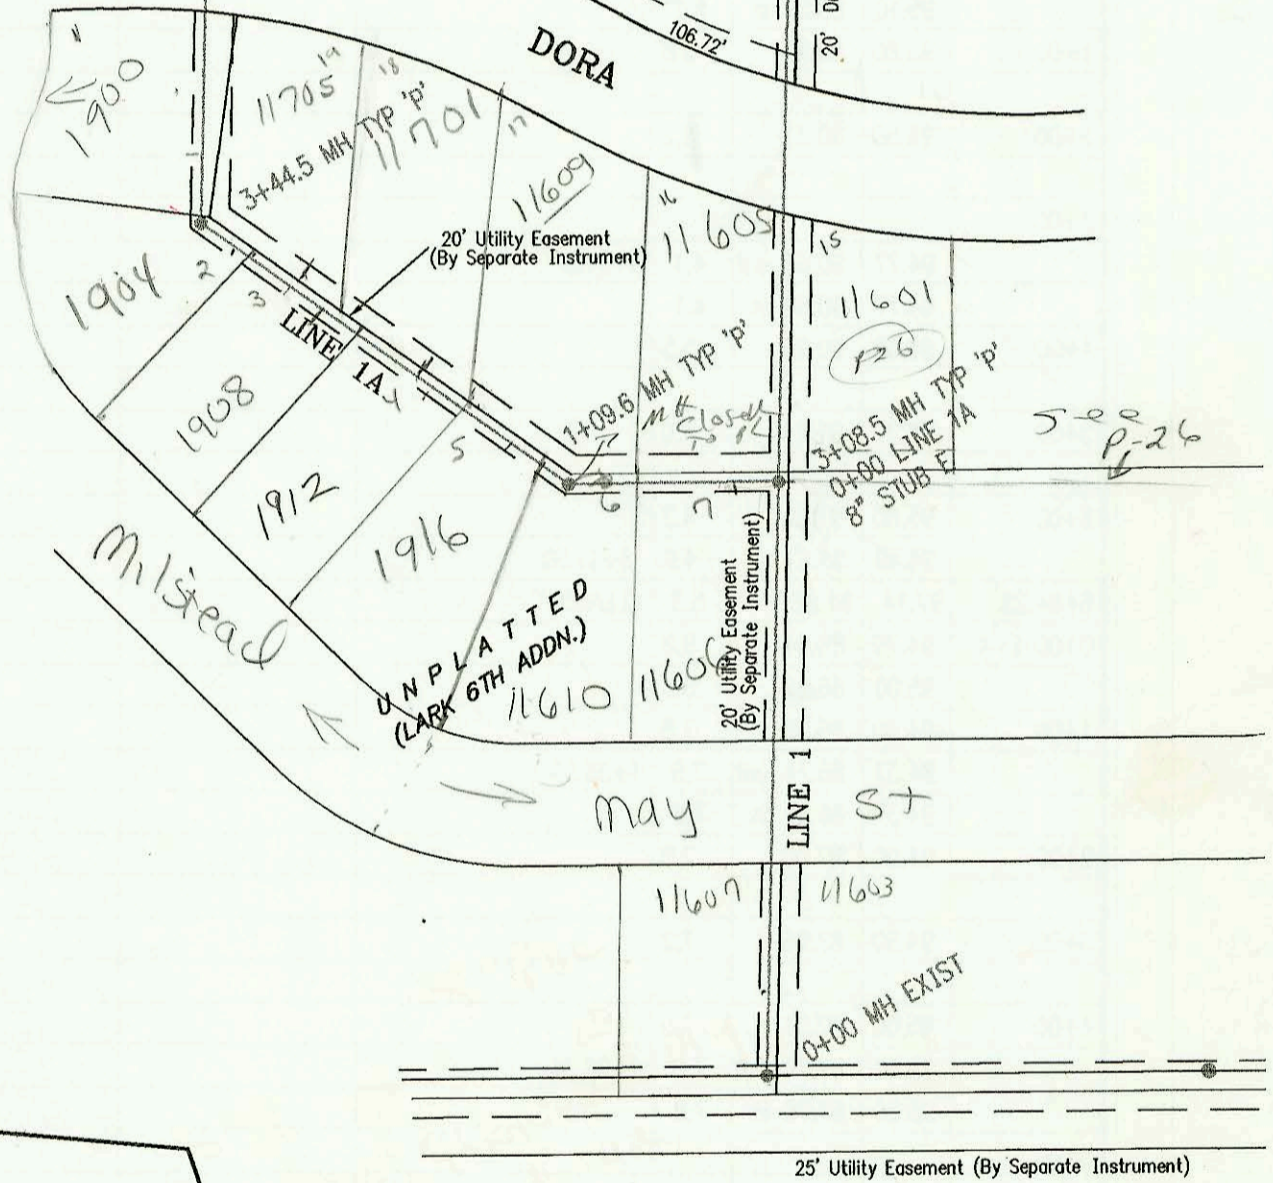 106.72'
20'
DORA
11
1900
19
11705
18
11701
17
3+44.5 MH TYP 'P'
11609
16
11605
15
20' Utility Easement
(By Separate Instrument)
11601
P26
1904
2
3
LINE 1A
1908
5
1+09.6 MH TYP 'P'
MH
Closer
to PL
3+08.5 MH TYP 'P'
0+00 LINE 1A
8" STUB E
See
P-26
6
7
1912
1916
Milstead
UNPLATTED
(LARK 6TH ADDN.)
11610
11606
20' Utility Easement
(By Separate Instrument)
LINE 1
May St
11607
11603
0+00 MH EXIST
25' Utility Easement (By Separate Instrument)